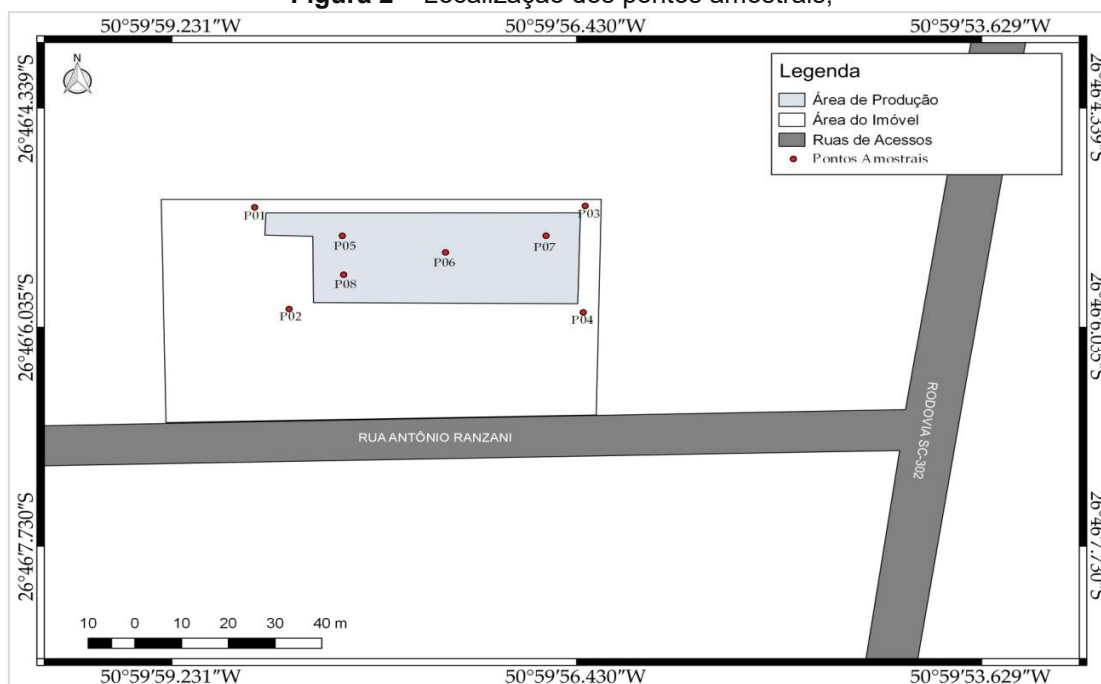 Figura 2 – Localização dos pontos amostrais;
50°59'59.231"W 50°59'56.430"W 50°59'53.629"W
26°46'4.339"S
26°46'6.035"S
26°46'7.730"S
N
Legenda
Área de Produção
Área do Imóvel
Ruas de Acessos
Pontos Amostrais
26°46'4.339"S
26°46'6.035"S
26°46'7.730"S
P01
P03
P05
P07
P06
P08
P02
P04
RUA ANTÔNIO RANZANI
RODOVIA SC-302
10 0 10 20 30 40 m
50°59'59.231"W 50°59'56.430"W 50°59'53.629"W